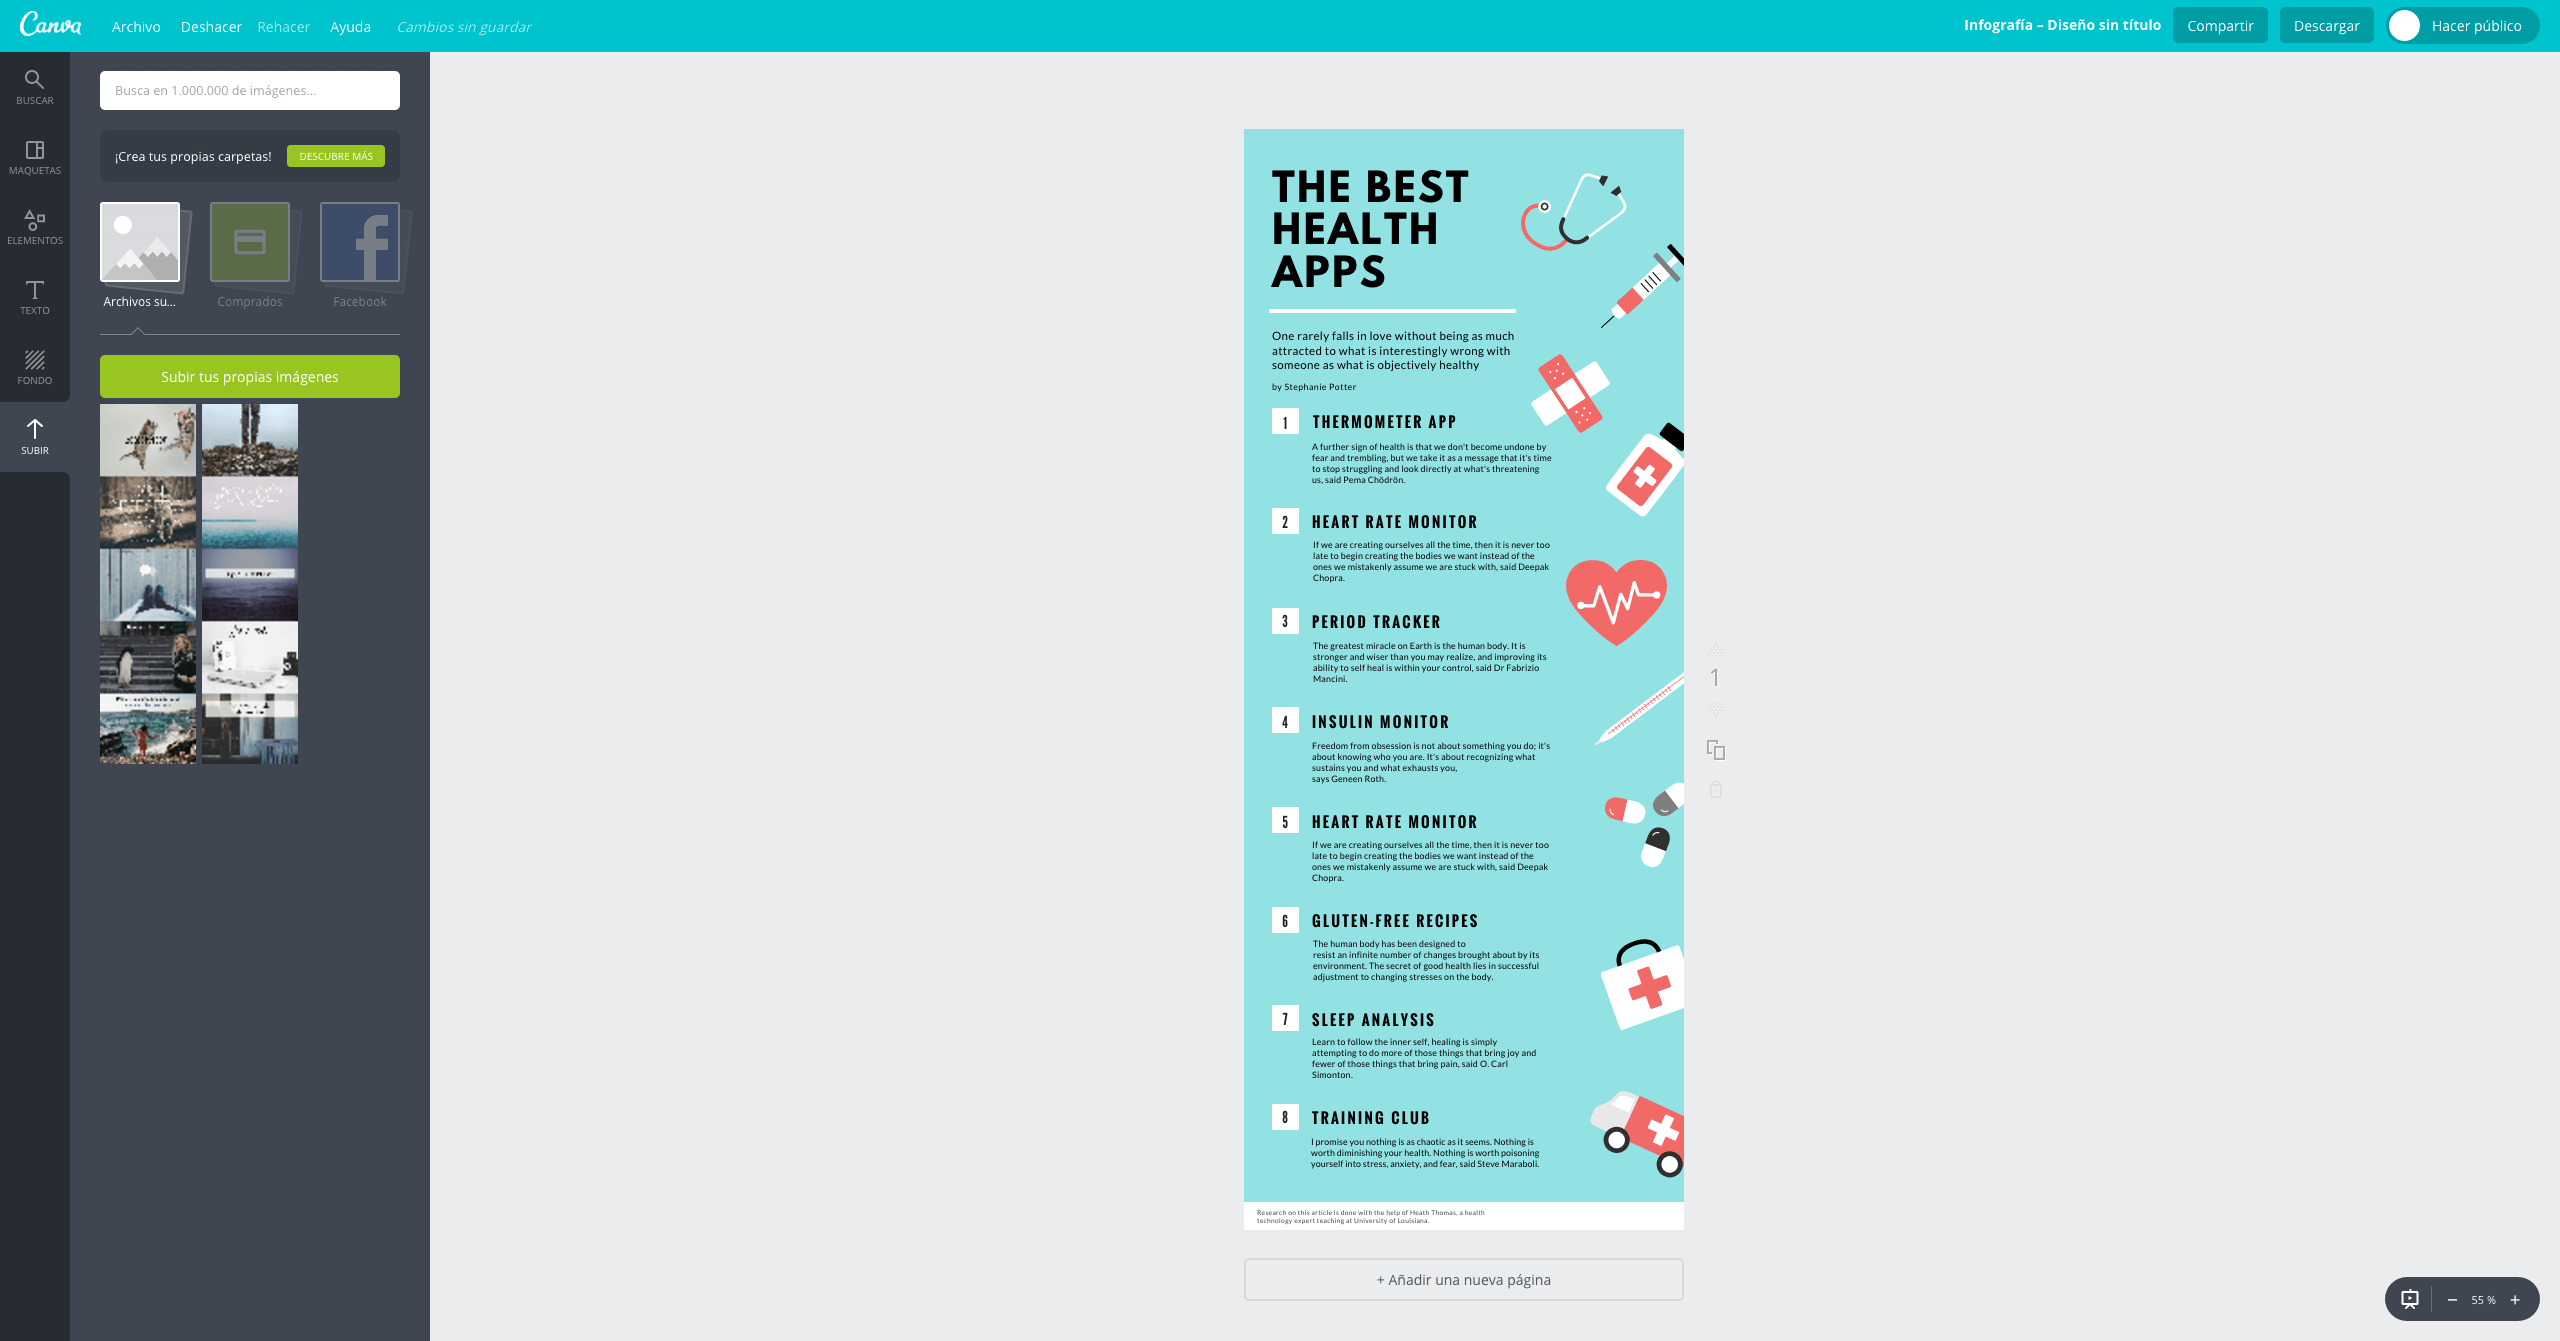 Canva
Archivo
Deshacer
Rehacer
Ayuda
Cambios sin guardar
Infografía – Diseño sin título
Compartir
Descargar
Hacer público
BUSCAR
MAQUETAS
ELEMENTOS
TEXTO
FONDO
SUBIR
Busca en 1.000.000 de imágenes...
¡Crea tus propias carpetas!
DESCUBRE MÁS
Archivos su...
Comprados
Facebook
Subir tus propias imágenes
THE BEST
HEALTH
APPS
One rarely falls in love without being as much
attracted to what is interestingly wrong with
someone as what is objectively healthy
by Stephanie Potter
1 THERMOMETER APP
A further sign of health is that we don't become undone by
fear and trembling, but we take it as a message that it's time
to stop struggling and look directly at what's threatening
us, said Pema Chödrön.
2 HEART RATE MONITOR
If we are creating ourselves all the time, then it is never too
late to begin creating the bodies we want instead of the
ones we mistakenly assume we are stuck with, said Deepak
Chopra.
3 PERIOD TRACKER
The greatest miracle on Earth is the human body. It is
stronger and wiser than you may realize, and improving its
ability to self heal is within your control, said Dr Fabrizio
Mancini.
4 INSULIN MONITOR
Freedom from obsession is not about something you do; it's
about knowing who you are. It's about recognizing what
sustains you and what exhausts you,
says Geneen Roth.
5 HEART RATE MONITOR
If we are creating ourselves all the time, then it is never too
late to begin creating the bodies we want instead of the
ones we mistakenly assume we are stuck with, said Deepak
Chopra.
6 GLUTEN-FREE RECIPES
The human body has been designed to
resist an infinite number of changes brought about by its
environment. The secret of good health lies in successful
adjustment to changing stresses on the body.
7 SLEEP ANALYSIS
Learn to follow the inner self, healing is simply
attempting to do more of those things that bring joy and
fewer of those things that bring pain, said O. Carl
Simonton.
8 TRAINING CLUB
I promise you nothing is as chaotic as it seems. Nothing is
worth diminishing your health. Nothing is worth poisoning
yourself into stress, anxiety, and fear, said Steve Maraboli.
Research on this article is done with the help of Heath Thomas, a health
technology expert teaching at University of Louisiana.
1
+ Añadir una nueva página
55 %